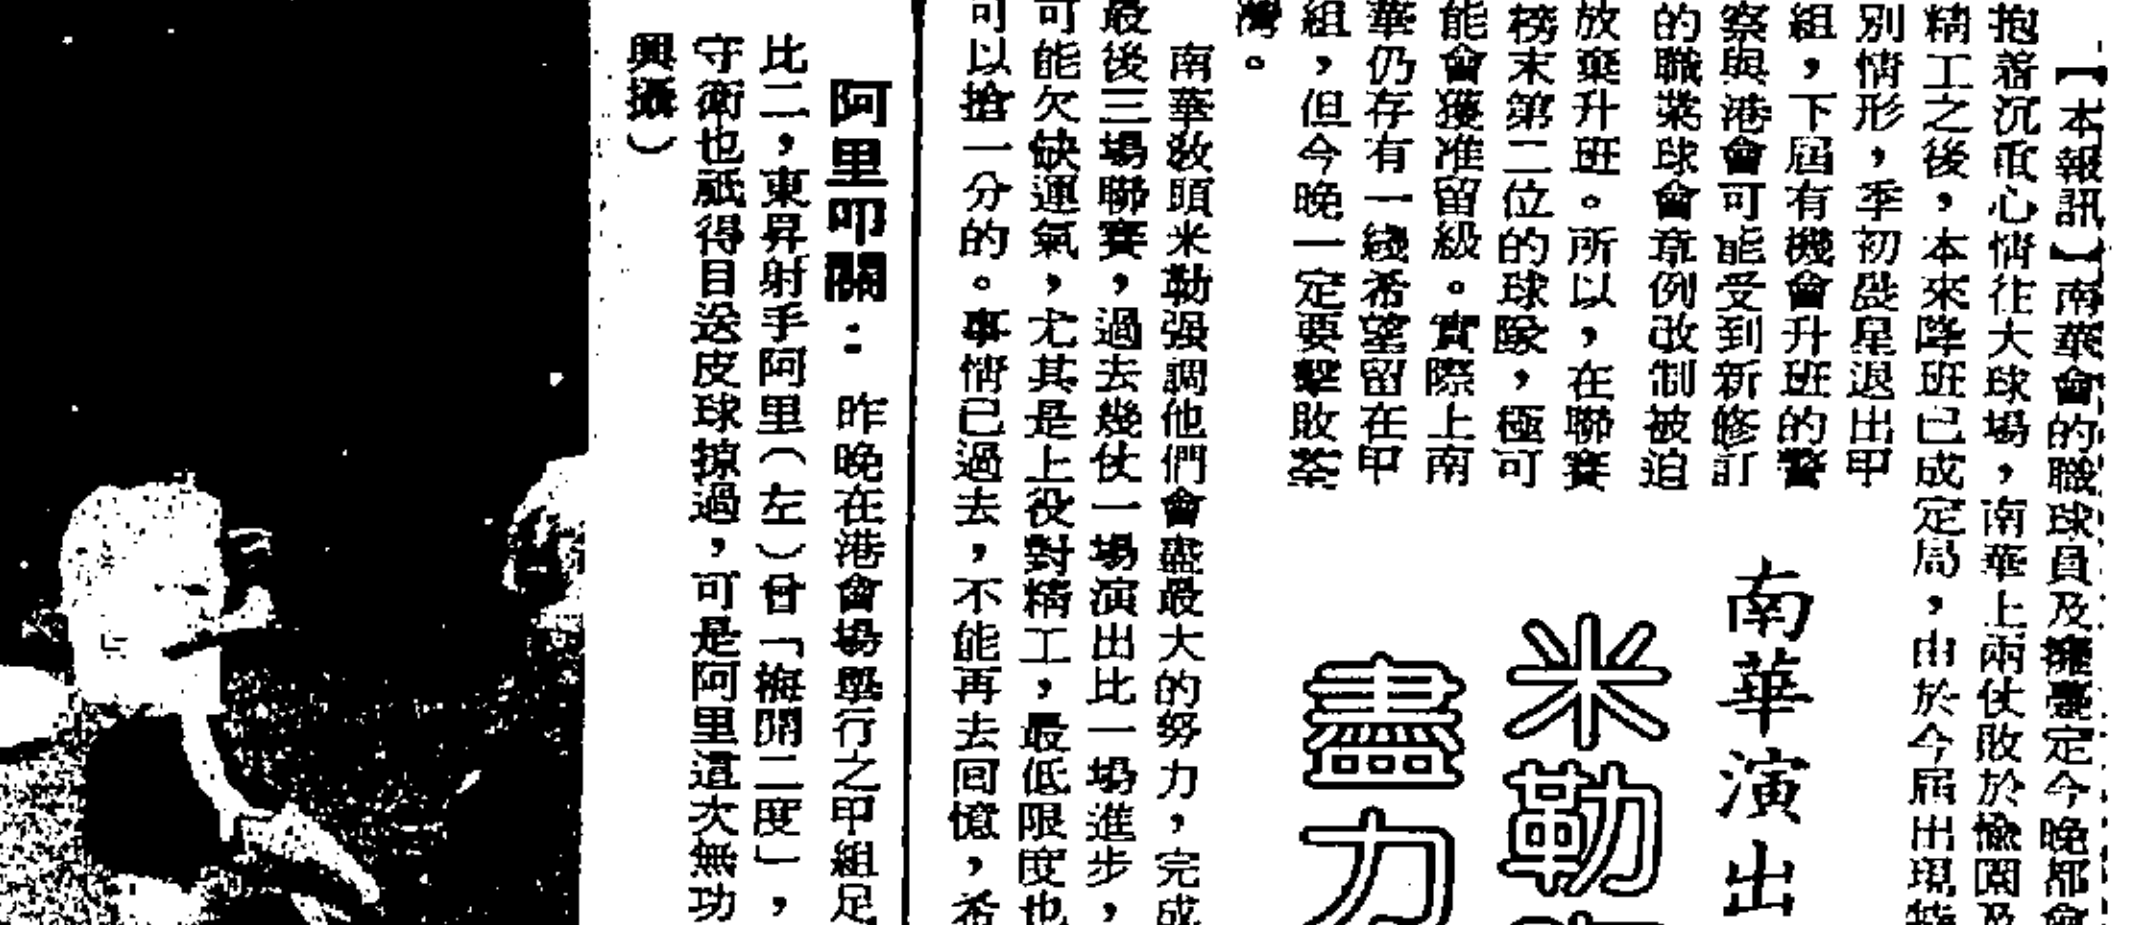 【本報訊】南華會的職球員及擁躉定今晚都會
抱着沉重心情往大球場，南華上兩仗敗於愉園及
精工之後，本來降班已成定局，由於今屆出現特
別情形，季初晨星退出甲
組，下屆有機會升班的警
察與港會可能受到新修訂
的職業球會章例改制被迫
放棄升班。所以，在聯賽
榜末第二位的球隊，極可
能會獲准留級。實際上南
華仍存有一綫希望留在甲
組，但今晚一定要擊敗荃
灣。
南華演出
米勒
盡力
南華教頭米勒强調他們會盡最大的努力，完成
最後三場聯賽，過去幾仗一場演出比一場進步，
可能欠缺運氣，尤其是上役對精工，最低限度也
可以搶一分的。事情已過去，不能再去回憶，希
阿里叩關：昨晚在港會場舉行之甲組足
比二，東昇射手阿里（左）曾「梅開二度」，
守衛也祇得目送皮球掠過，可是阿里這次無功
興攝）